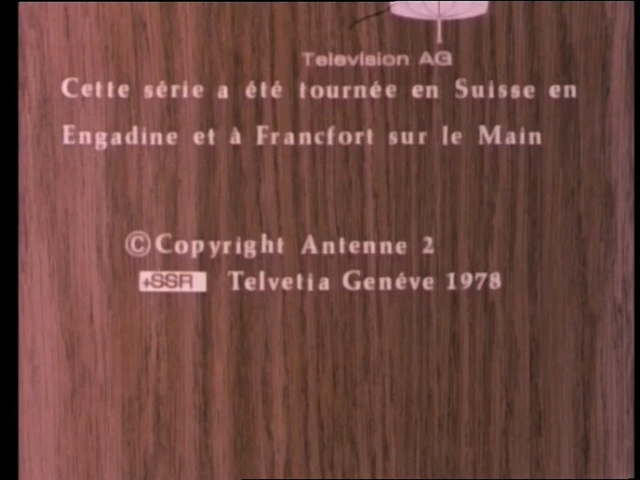 Television AG
Cette série a été tournée en Suisse en
Engadine et à Francfort sur le Main
©Copyright Antenne 2
+SSR Telvetia Genéve 1978